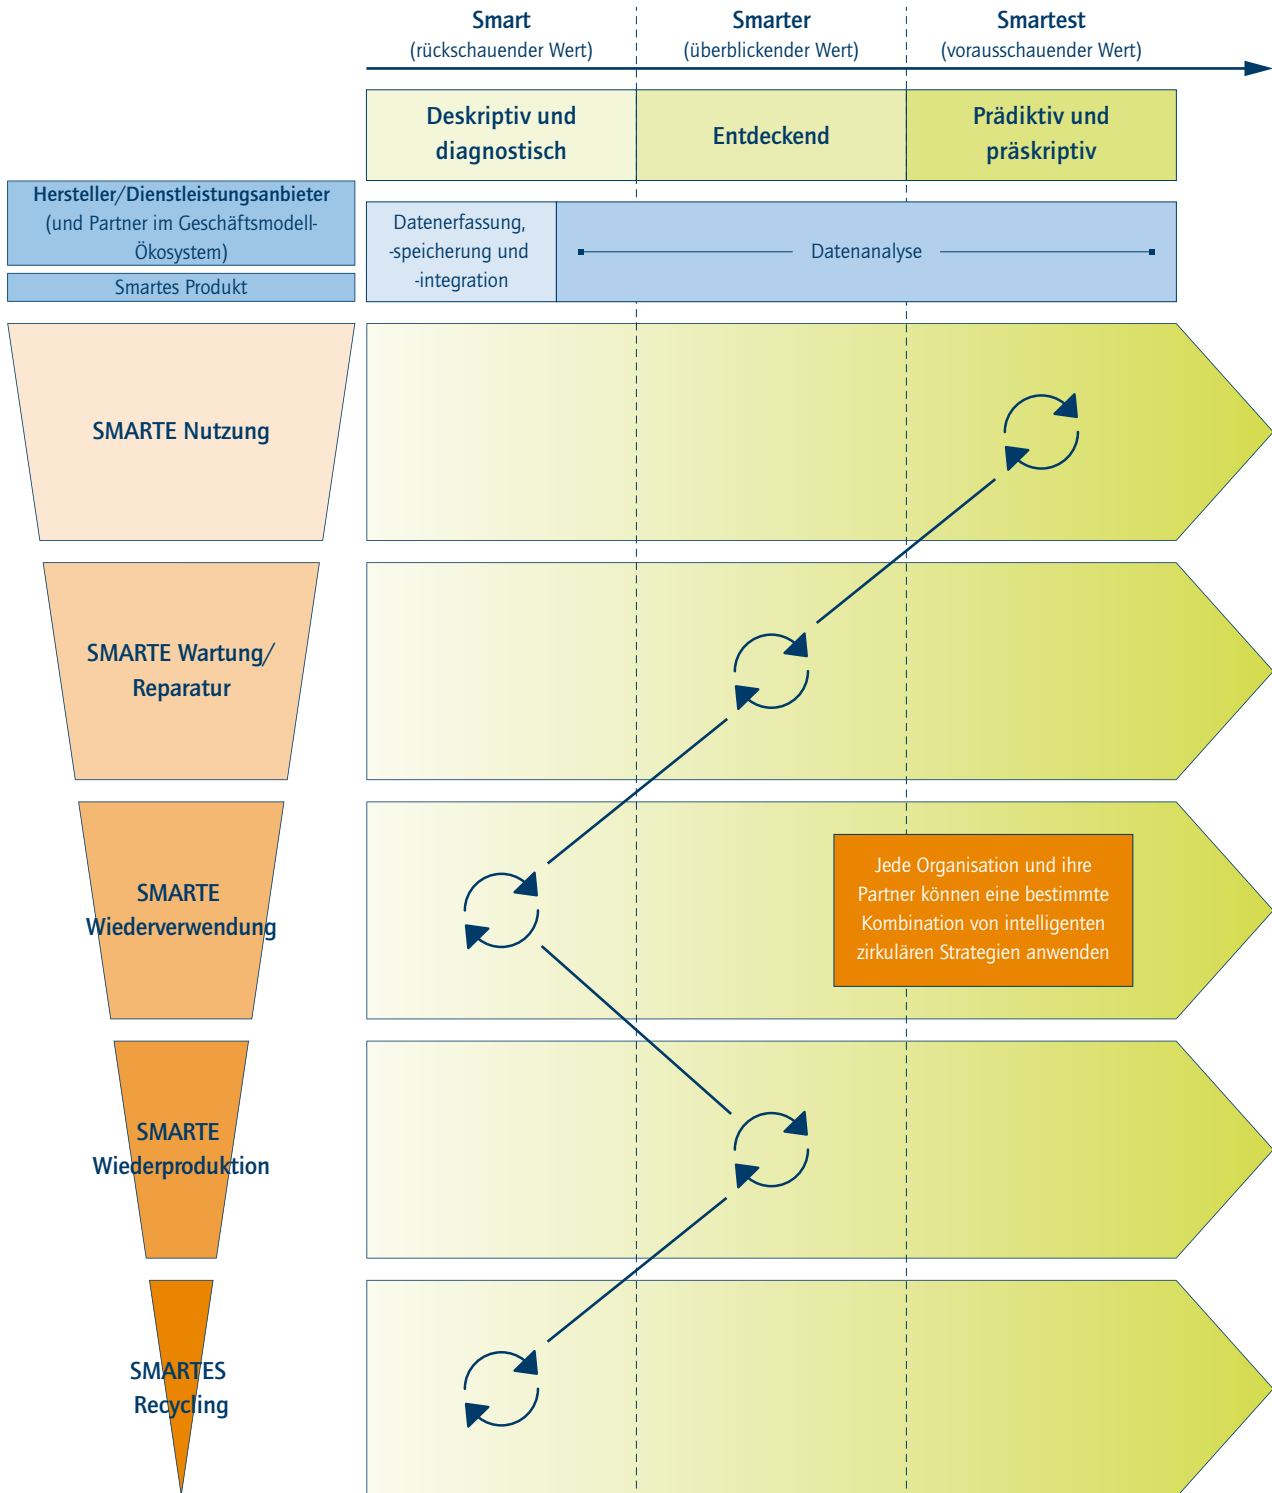 Smart
(rückschauender Wert)
Smarter
(überblickender Wert)
Smartest
(vorausschauender Wert)
Deskriptiv und
diagnostisch
Entdeckend
Prädiktiv und
präskriptiv
Hersteller/Dienstleistungsanbieter
(und Partner im Geschäftsmodell-
Ökosystem)
Smartes Produkt
Datenerfassung,
-speicherung und
-integration
Datenanalyse
SMARTE Nutzung
SMARTE Wartung/
Reparatur
SMARTE
Wiederverwendung
Jede Organisation und ihre
Partner können eine bestimmte
Kombination von intelligenten
zirkulären Strategien anwenden
SMARTE
Wiederproduktion
SMARTES
Recycling